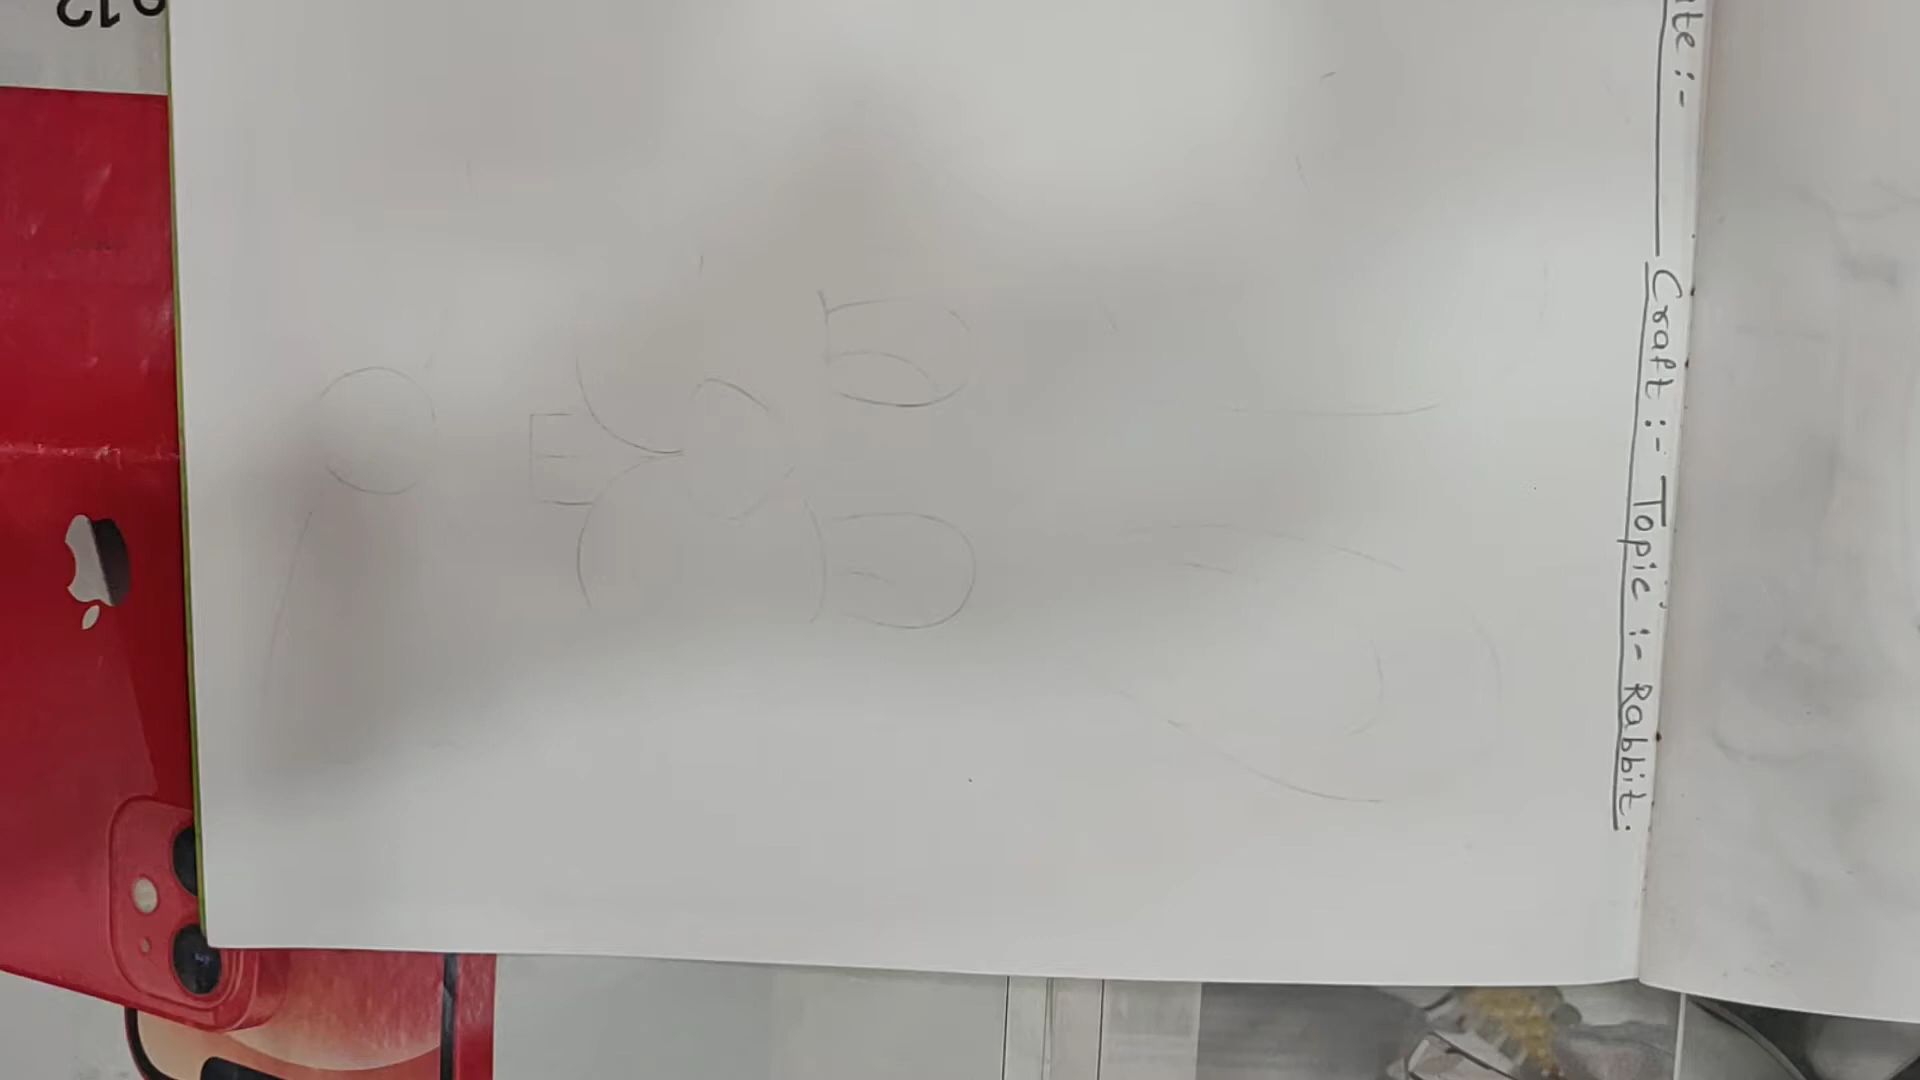 ate :- Craft :- Topic :- Rabbit.